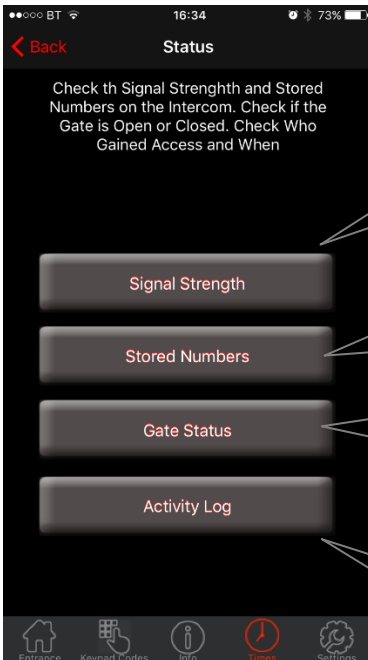 ●●○○○ BT 16:34 73%
Back Status
Check th Signal Strenghth and Stored
Numbers on the Intercom. Check if the
Gate is Open or Closed. Check Who
Gained Access and When
Signal Strength
Stored Numbers
Gate Status
Activity Log
Entrance Keypad Codes Info Times Settings